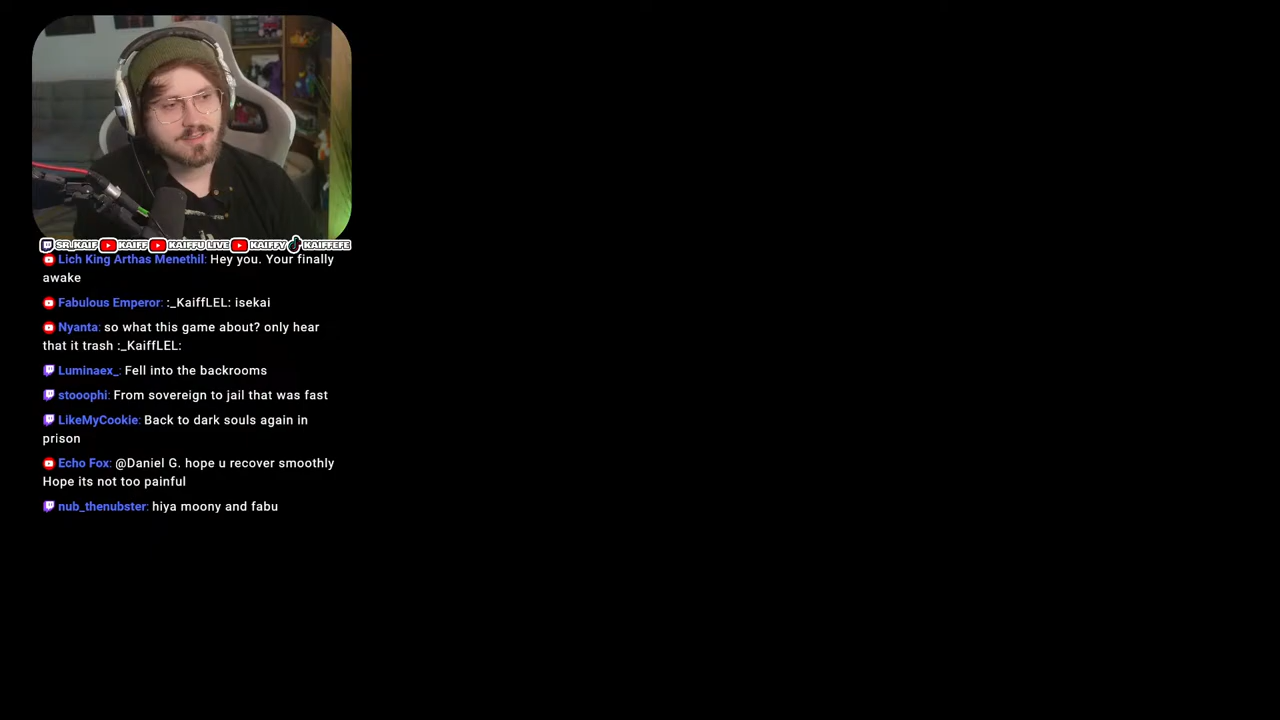 SR_KAIF KAIFF KAIFFU LIVE KAIFFY KAIFFEFE
Lich King Arthas Menethil: Hey you. Your finally
awake
Fabulous Emperor: :_KaiffLEL: isekai
Nyanta: so what this game about? only hear
that it trash :_KaiffLEL:
Luminaex_: Fell into the backrooms
stooophi: From sovereign to jail that was fast
LikeMyCookie: Back to dark souls again in
prison
Echo Fox: @Daniel G. hope u recover smoothly
Hope its not too painful
nub_thenubster: hiya moony and fabu